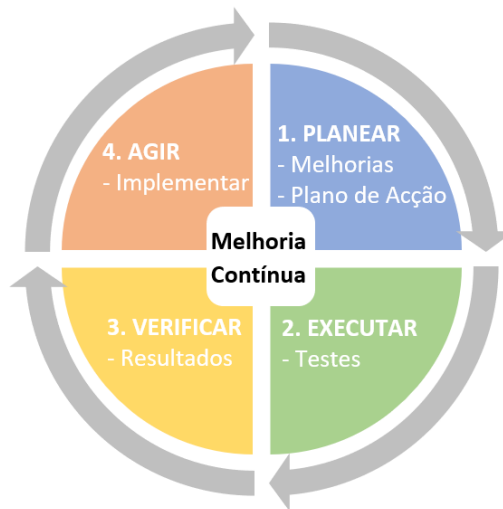 1. PLANEAR
- Melhorias
- Plano de Acção
2. EXECUTAR
- Testes
3. VERIFICAR
- Resultados
4. AGIR
- Implementar
Melhoria
Contínua